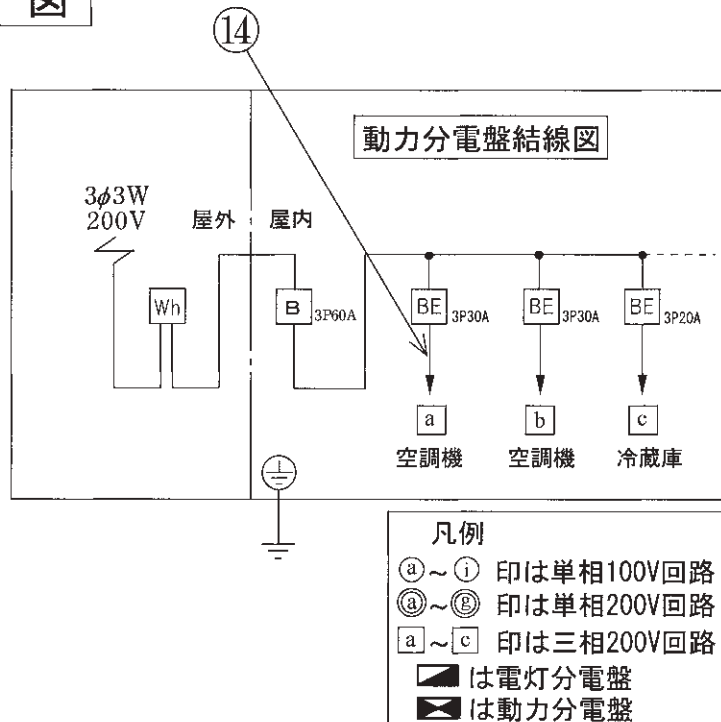 図
⑭
動力分電盤結線図
3φ3W
200V
屋外 屋内
Wh
B 3P60A
BE 3P30A
BE 3P30A
BE 3P20A
a
b
c
空調機
空調機
冷蔵庫
凡例
ⓐ~ⓘ 印は単相100V回路
ⓐ~ⓖ 印は単相200V回路
a~c 印は三相200V回路
は電灯分電盤
は動力分電盤